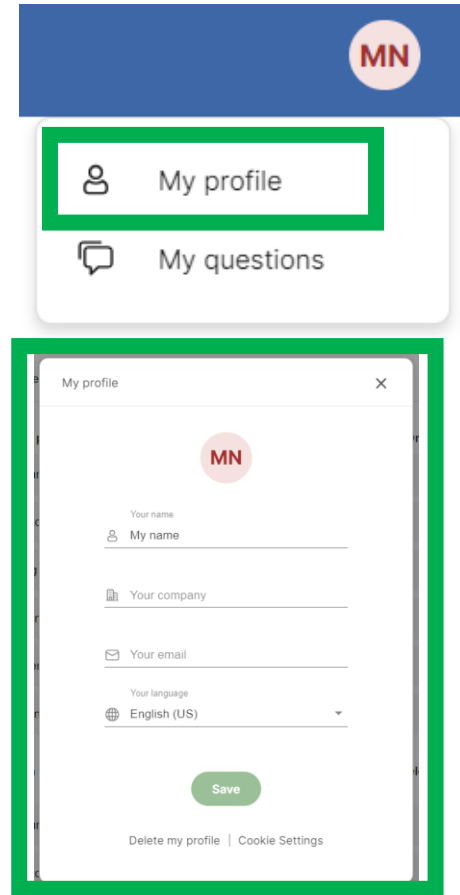 MN
My profile
My questions
My profile
MN
Your name
My name
Your company
Your email
Your language
English (US)
Save
Delete my profile | Cookie Settings